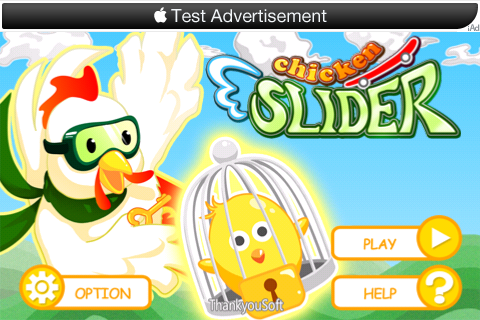 Test Advertisement
iAd
chicken
SLIDER
PLAY
OPTION
HELP
?
ThankyouSoft